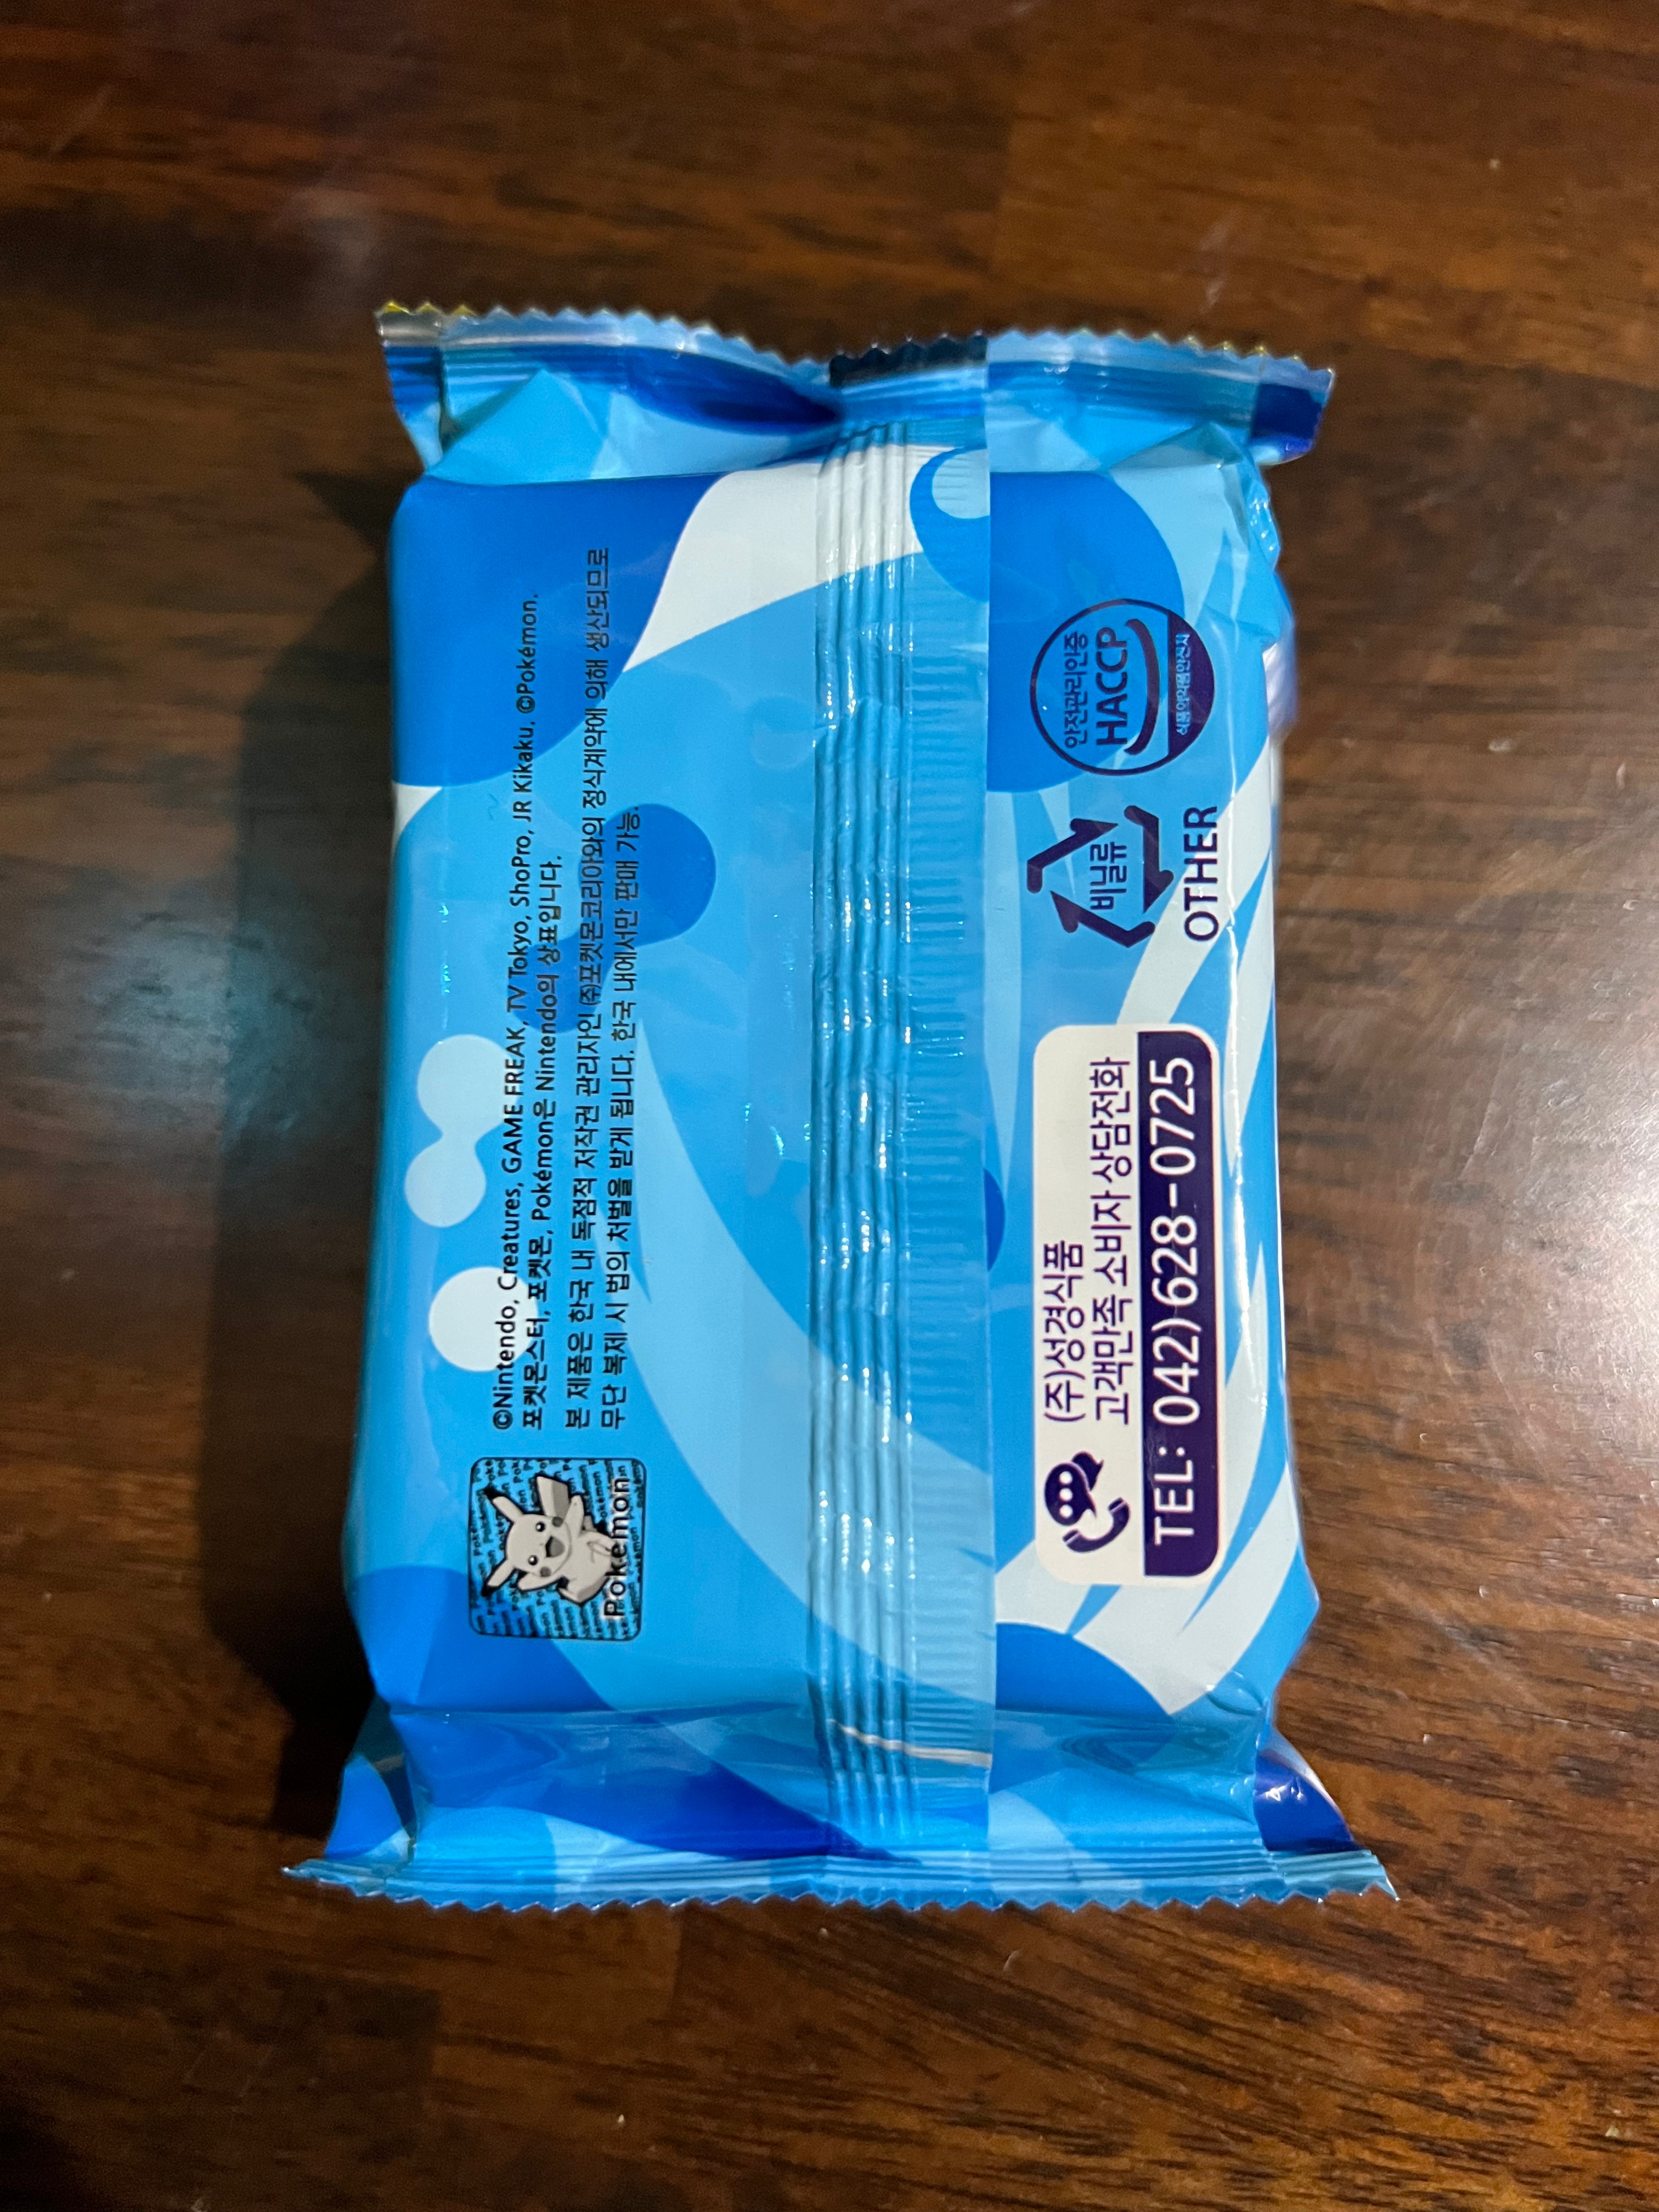 ©Nintendo, Creatures, GAME FREAK, TV Tokyo, ShoPro, JR Kikaku. ©Pokémon.
포켓몬스터, 포켓몬, Pokémon은 Nintendo의 상표입니다.
본 제품은 한국 내 독점적 저작권 관리자인 ㈜포켓몬코리아와의 정식계약에 의해 생산되므로
무단 복제 시 법의 처벌을 받게 됩니다. 한국 내에서만 판매 가능.
Pokémon
(주)성경식품
고객만족 소비자 상담전화
TEL: 042)628-0725
비닐류
OTHER
안전관리인증
HACCP
식품의약품안전처